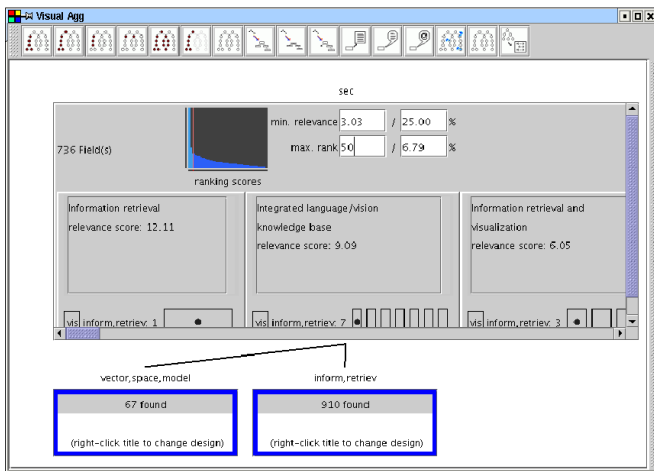 Visual Agg
sec
min. relevance 3.03 / 25.00 %
736 Field(s)
max. rank 50 / 6.79 %
ranking scores
Information retrieval
relevance score: 12.11
Integrated language/vision
knowledge base
relevance score: 9.09
Information retrieval and
visualization
relevance score: 6.05
vis inform,retriev: 1
vis inform,retriev: 7
vis inform,retriev: 3
vector,space,model
inform,retriev
67 found
910 found
(right-click title to change design)
(right-click title to change design)